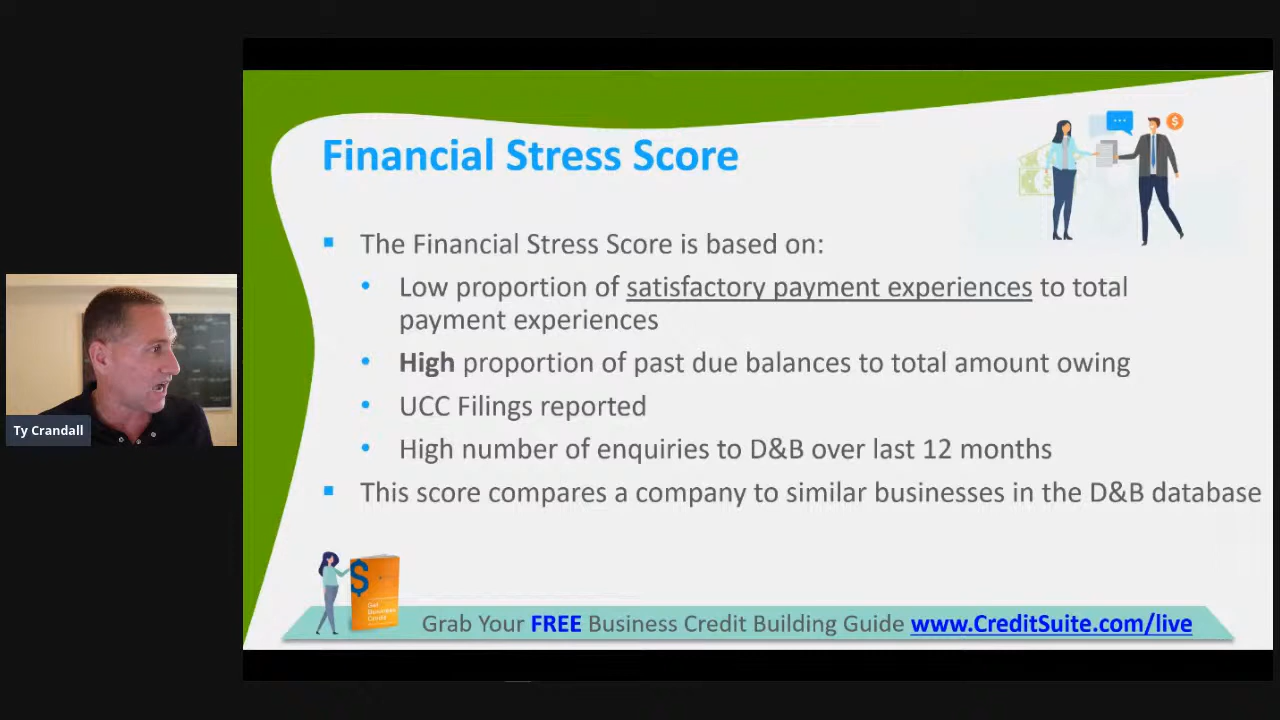 Financial Stress Score
The Financial Stress Score is based on:
Low proportion of satisfactory payment experiences to total
payment experiences
High proportion of past due balances to total amount owing
UCC Filings reported
High number of enquiries to D&B over last 12 months
This score compares a company to similar businesses in the D&B database
Ty Crandall
$
Get
Business
Credit
Grab Your FREE Business Credit Building Guide www.CreditSuite.com/live